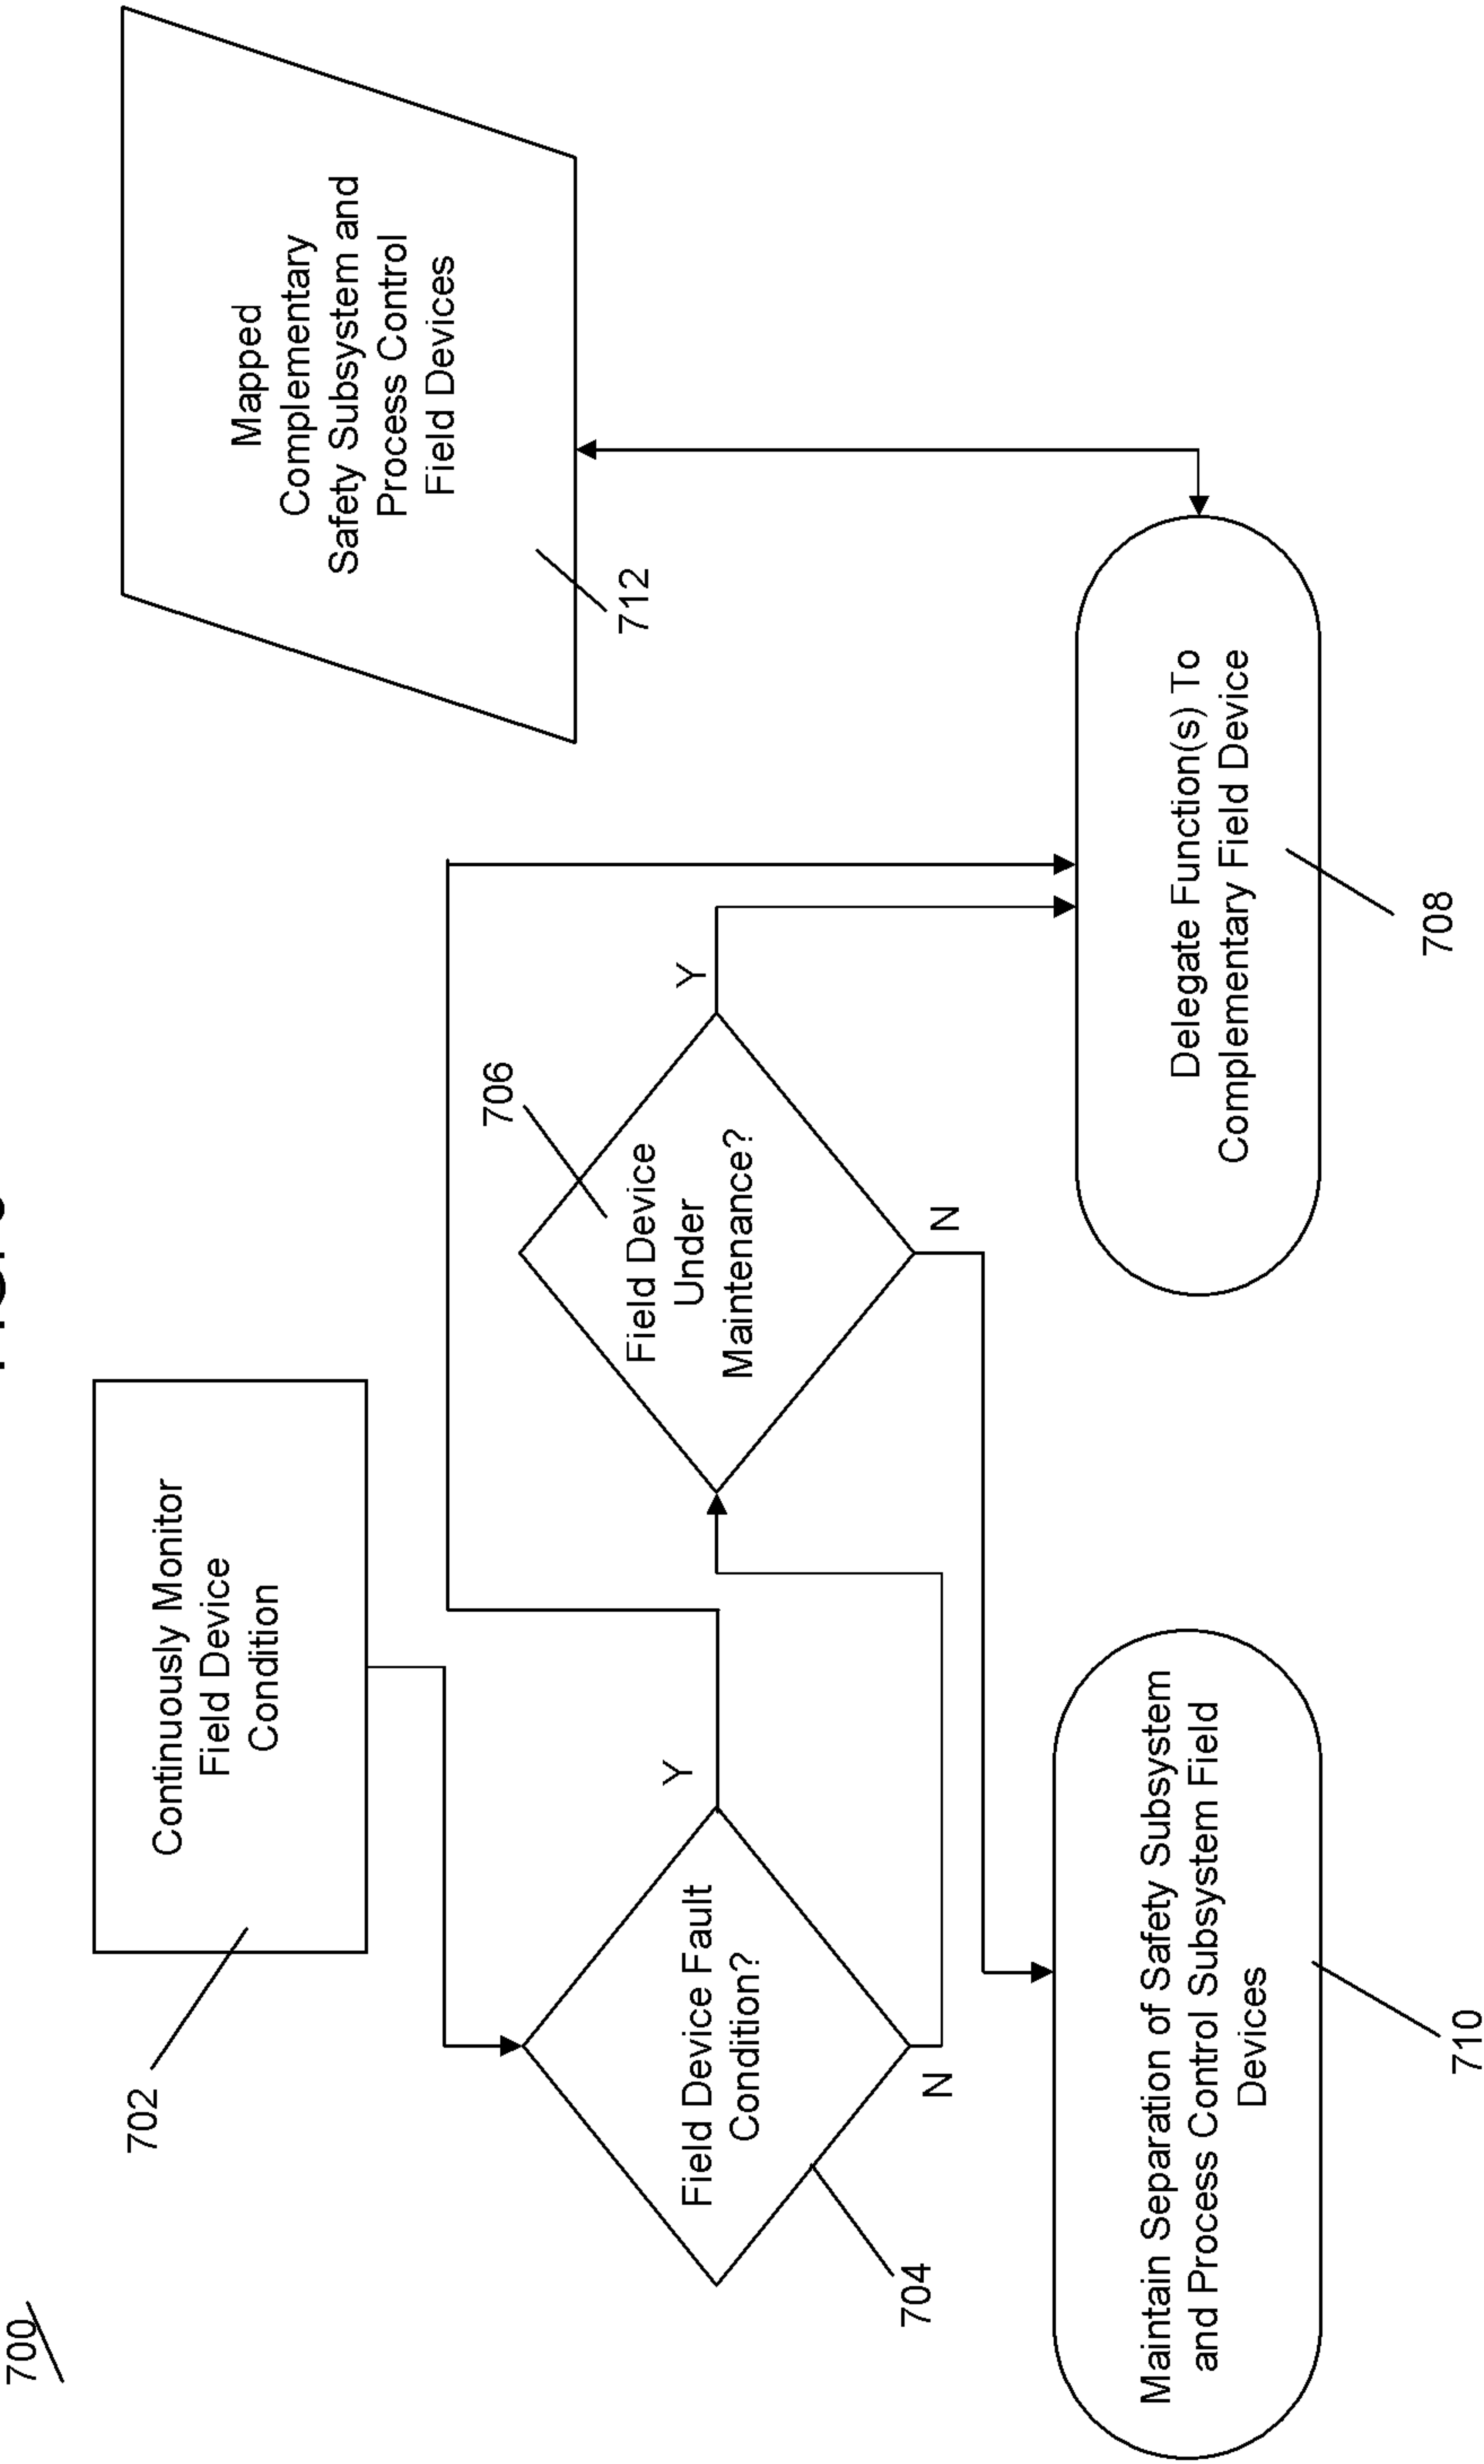 700
702
Continuously Monitor
Field Device
Condition
704
Field Device Fault
Condition?
Y
N
706
Field Device
Under
Maintenance?
Y
N
Mapped
Complementary
Safety Subsystem and
Process Control
Field Devices
712
Maintain Separation of Safety Subsystem
and Process Control Subsystem Field
Devices
710
Delegate Function(s) To
Complementary Field Device
708